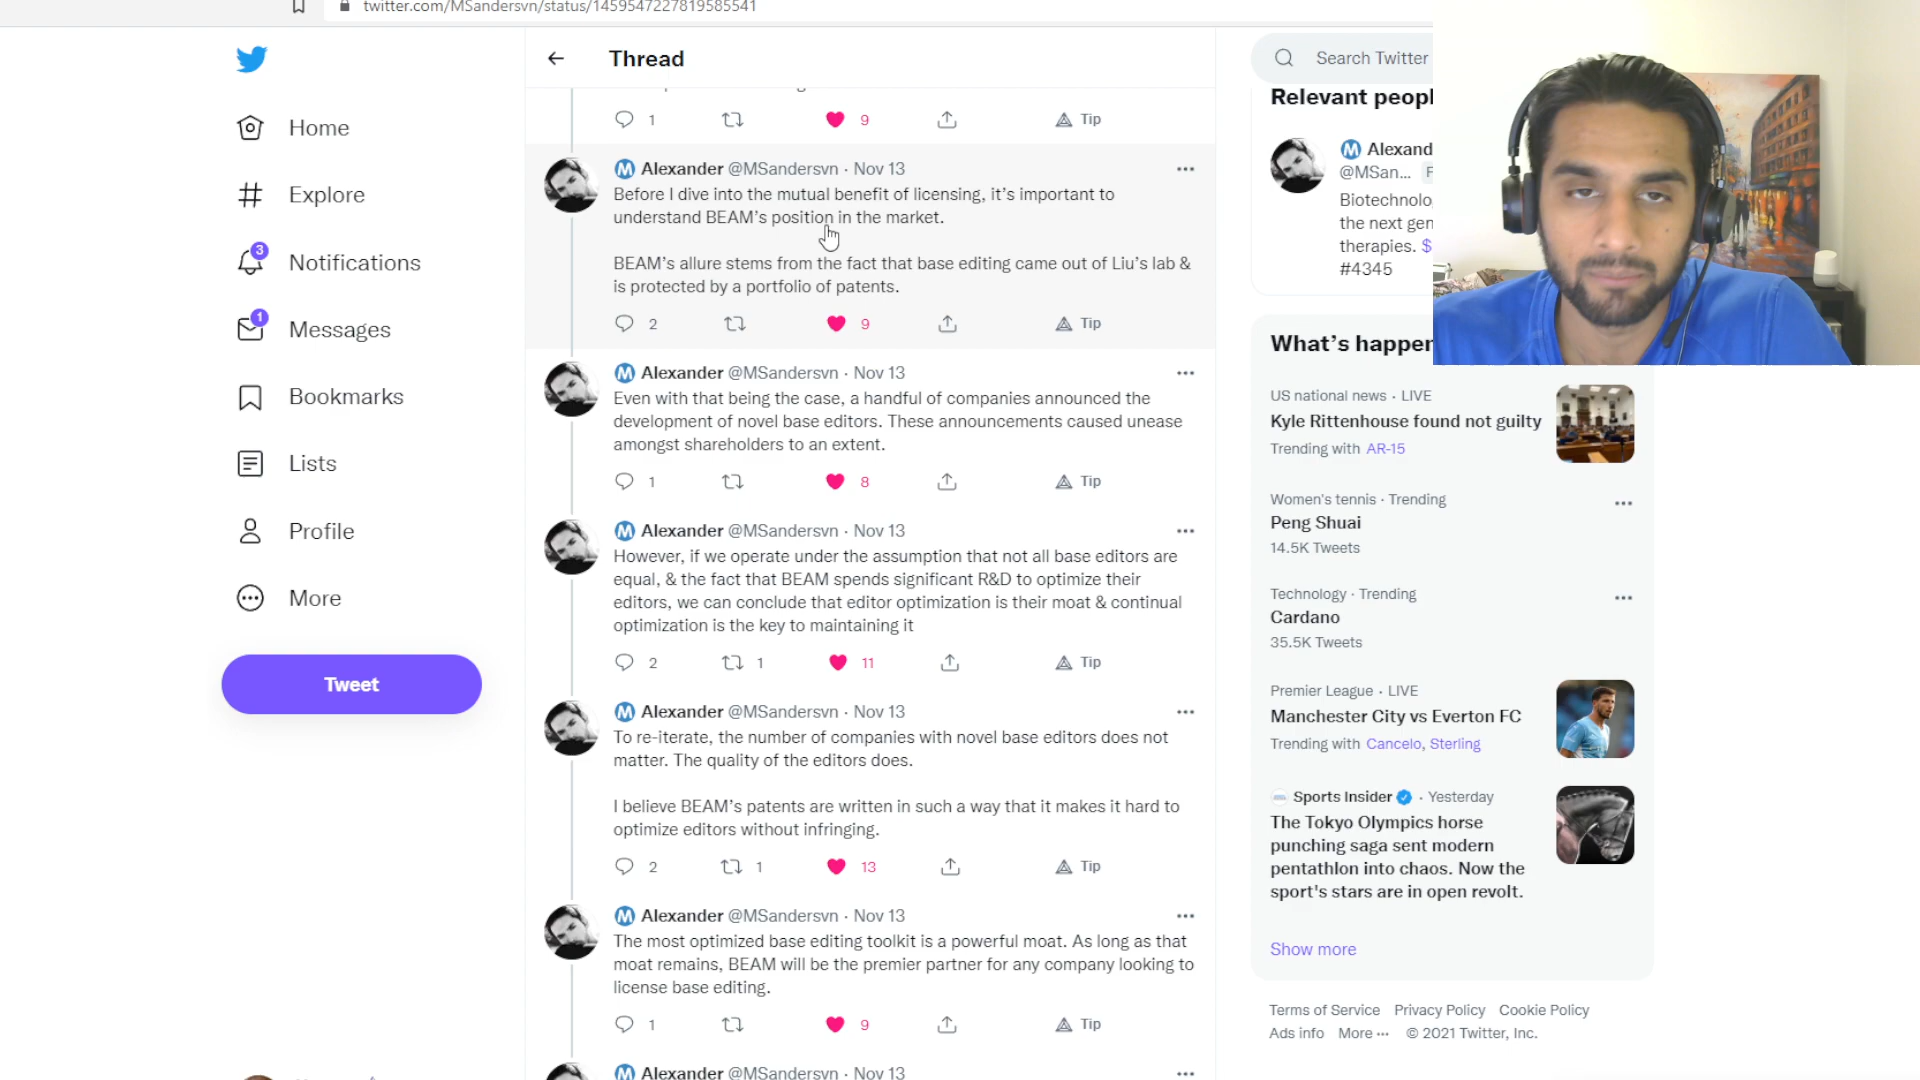 twitter.com/MSandersvn/status/1459547227819585541
Home
Explore
3
Notifications
1
Messages
Bookmarks
Lists
Profile
More
Tweet
Thread
1
9
Tip
Alexander @MSandersvn · Nov 13
Before I dive into the mutual benefit of licensing, it's important to
understand BEAM's position in the market.
BEAM's allure stems from the fact that base editing came out of Liu's lab &
is protected by a portfolio of patents.
2
9
Tip
Alexander @MSandersvn · Nov 13
Even with that being the case, a handful of companies announced the
development of novel base editors. These announcements caused unease
amongst shareholders to an extent.
1
8
Tip
Alexander @MSandersvn · Nov 13
However, if we operate under the assumption that not all base editors are
equal, & the fact that BEAM spends significant R&D to optimize their
editors, we can conclude that editor optimization is their moat & continual
optimization is the key to maintaining it
2
1
11
Tip
Alexander @MSandersvn · Nov 13
To re-iterate, the number of companies with novel base editors does not
matter. The quality of the editors does.
I believe BEAM's patents are written in such a way that it makes it hard to
optimize editors without infringing.
2
1
13
Tip
Alexander @MSandersvn · Nov 13
The most optimized base editing toolkit is a powerful moat. As long as that
moat remains, BEAM will be the premier partner for any company looking to
license base editing.
1
9
Tip
Alexander @MSandersvn · Nov 13
Search Twitter
Relevant peopl
Alexand
@MSan... F
Biotechnolo
the next gen
therapies. $
#4345
What's happen
US national news · LIVE
Kyle Rittenhouse found not guilty
Trending with AR-15
Women's tennis · Trending
Peng Shuai
14.5K Tweets
Technology · Trending
Cardano
35.5K Tweets
Premier League · LIVE
Manchester City vs Everton FC
Trending with Cancelo, Sterling
Sports Insider · Yesterday
The Tokyo Olympics horse
punching saga sent modern
pentathlon into chaos. Now the
sport's stars are in open revolt.
Show more
Terms of Service Privacy Policy Cookie Policy
Ads info More ··· © 2021 Twitter, Inc.